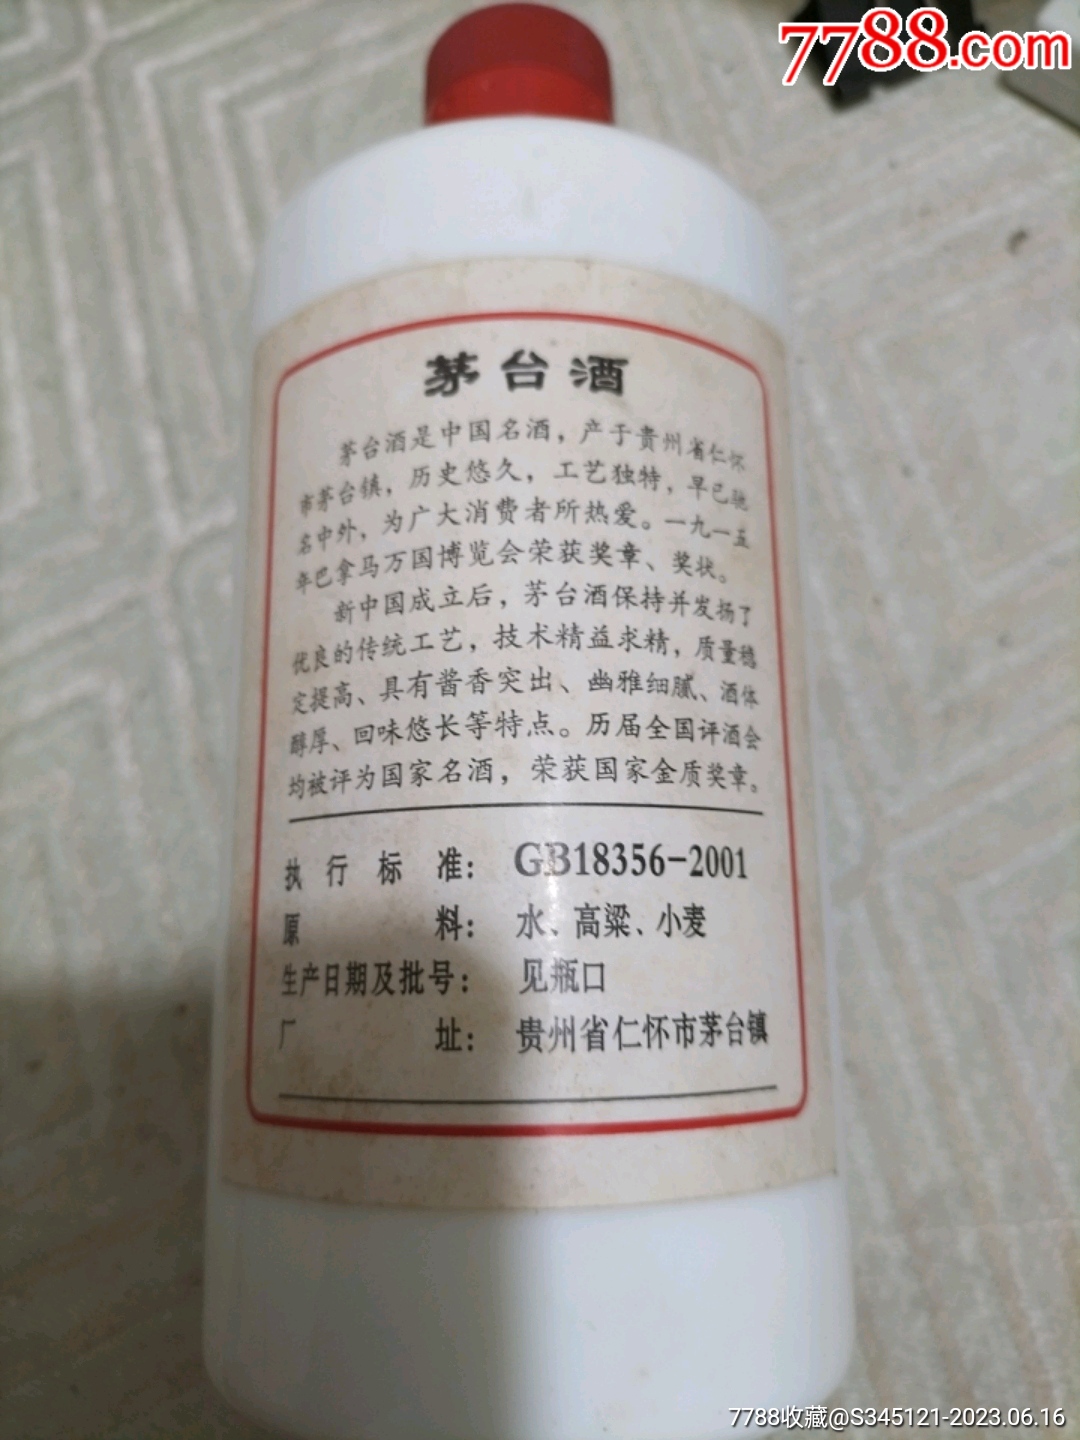 7788.com
茅台酒
茅台酒是中国名酒，产于贵州省仁怀
市茅台镇，历史悠久，工艺独特，早已驰
名中外，为广大消费者所热爱。一九一五
年巴拿马万国博览会荣获奖章、奖状。
新中国成立后，茅台酒保持并发扬了
优良的传统工艺，技术精益求精，质量稳
定提高、具有酱香突出、幽雅细腻、酒体
醇厚、回味悠长等特点。历届全国评酒会
均被评为国家名酒，荣获国家金质奖章。
执行标准：GB18356-2001
原料：水、高粱、小麦
生产日期及批号：见瓶口
厂址：贵州省仁怀市茅台镇
7788收藏@S345121-2023.06.16